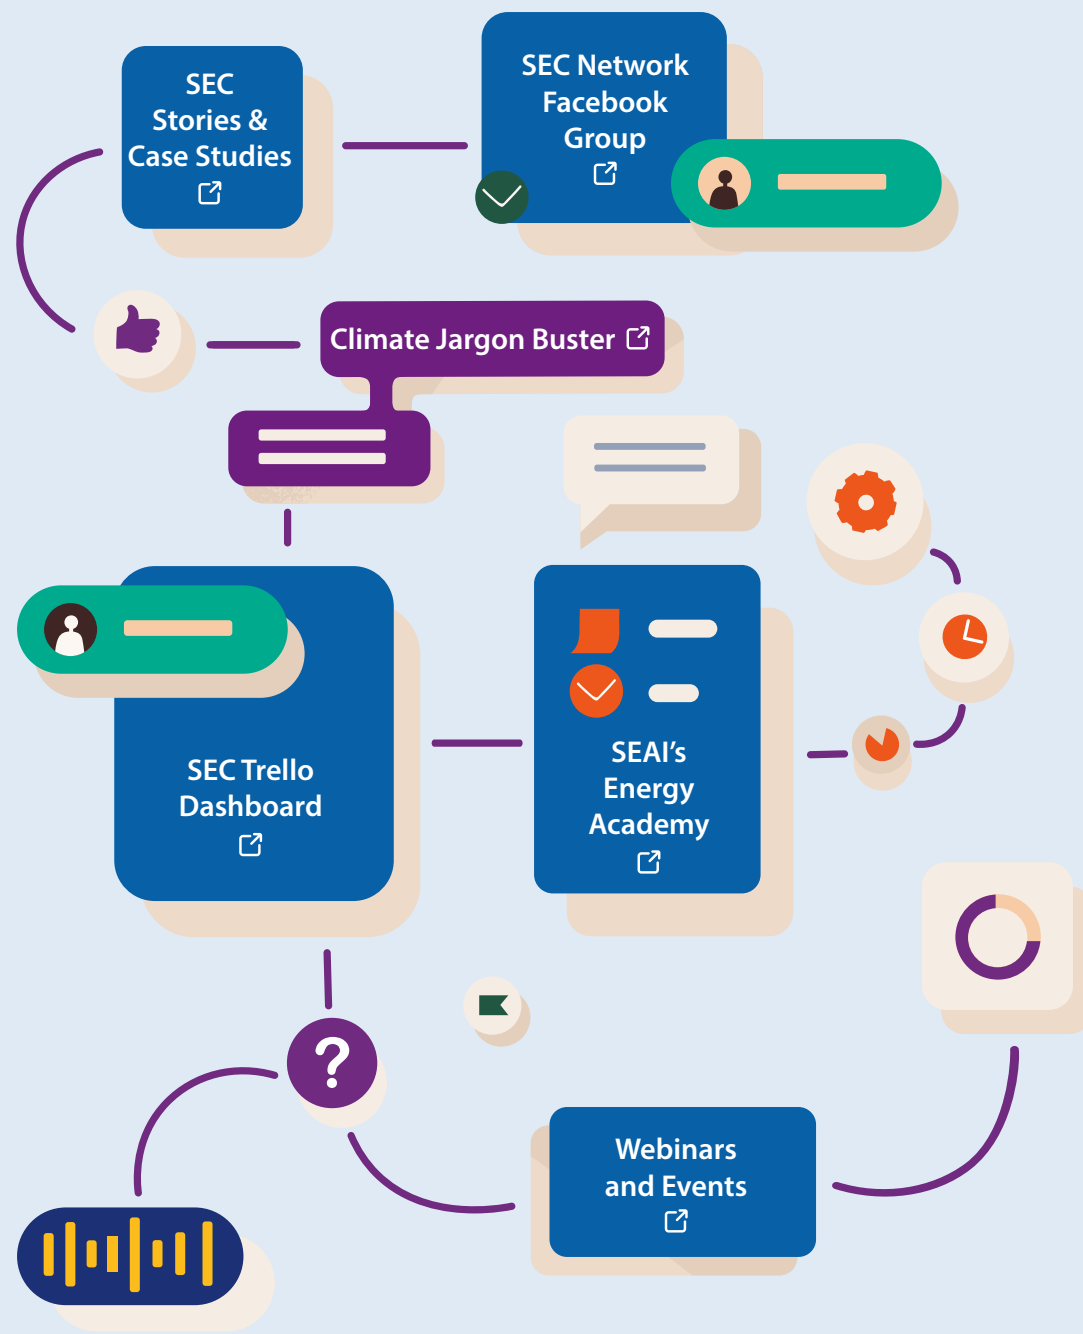 SEC
Stories &
Case Studies
SEC Network
Facebook
Group
Climate Jargon Buster
SEC Trello
Dashboard
SEAI’s
Energy
Academy
?
Webinars
and Events